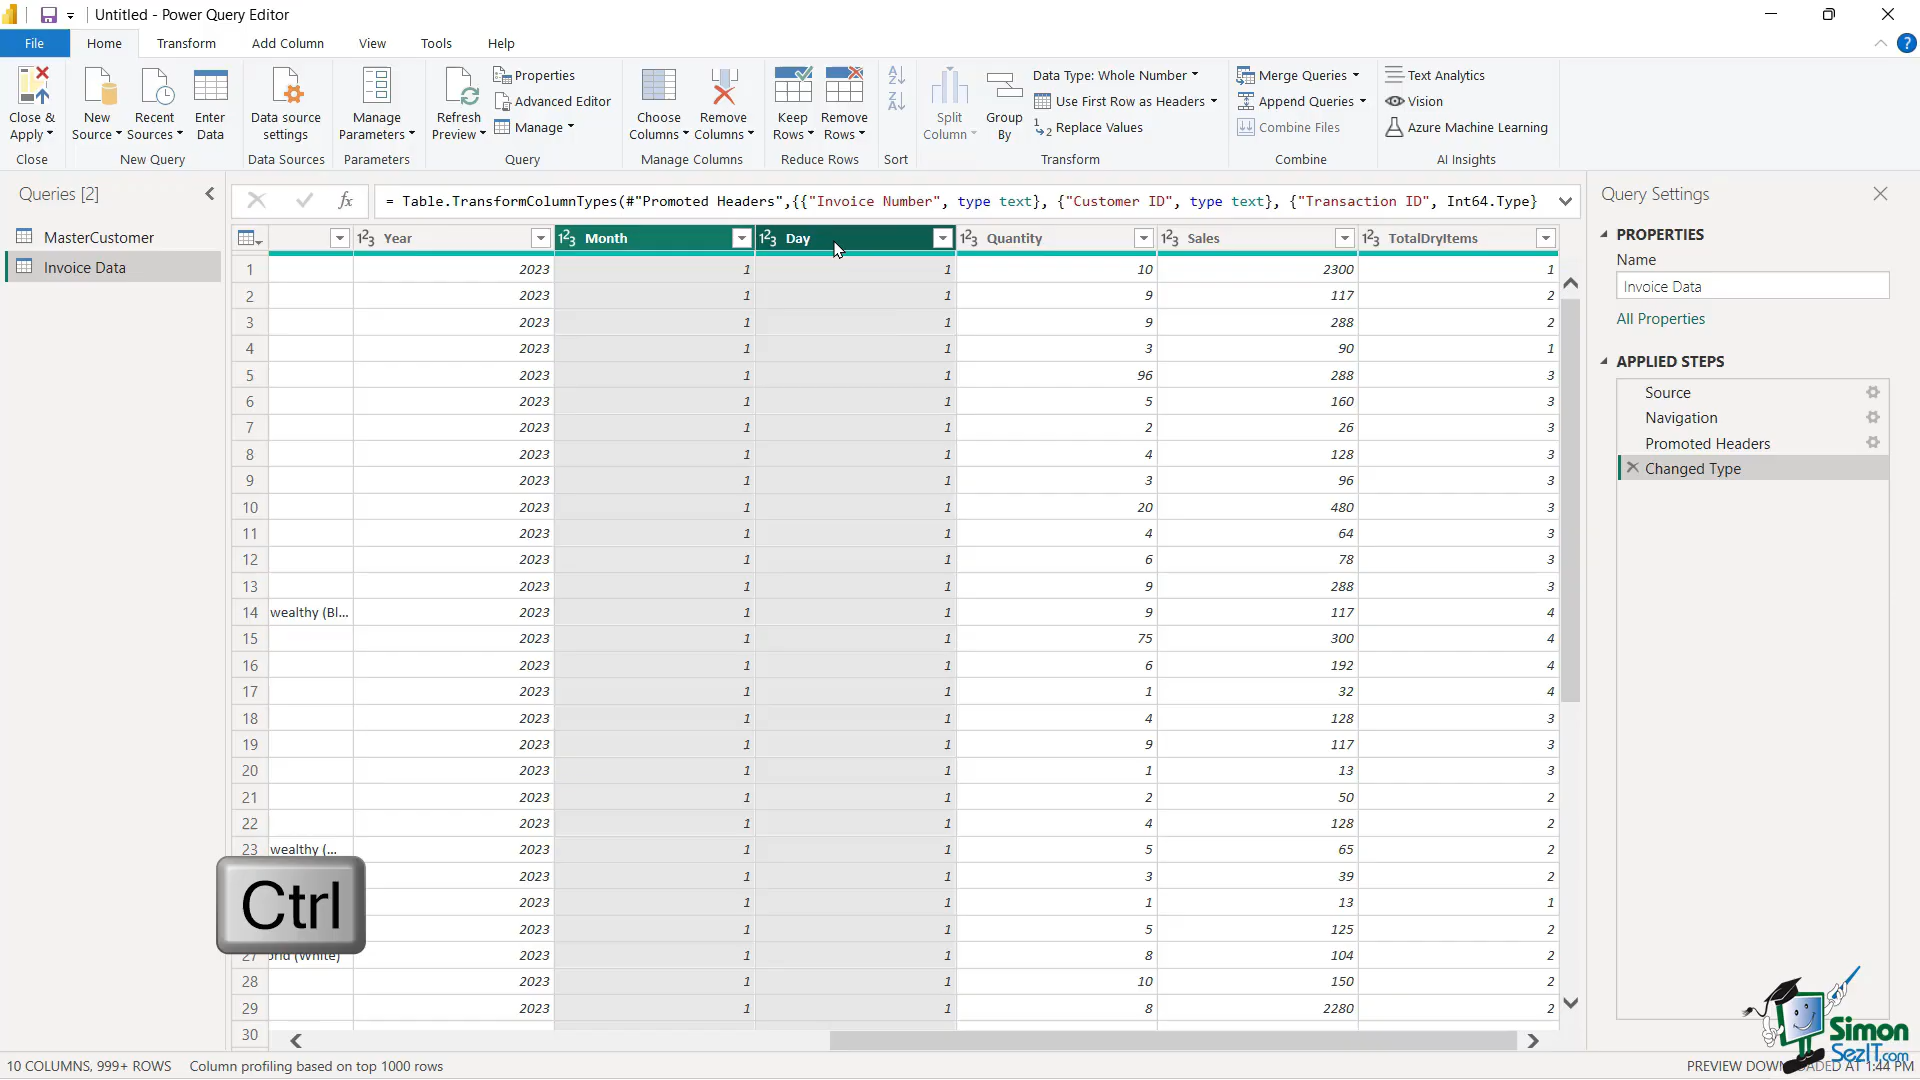 Untitled - Power Query Editor
File Home Transform Add Column View Tools Help
Close & Apply
Close
New Source
Recent Sources
Enter Data
New Query
Data source settings
Data Sources
Manage Parameters
Parameters
Refresh Preview
Properties
Advanced Editor
Manage
Query
Choose Columns
Remove Columns
Manage Columns
Keep Rows
Remove Rows
Reduce Rows
Sort
Split Column
Group By
Data Type: Whole Number
Use First Row as Headers
Replace Values
Transform
Merge Queries
Append Queries
Combine Files
Combine
Text Analytics
Vision
Azure Machine Learning
AI Insights
Queries [2]
MasterCustomer
Invoice Data
fx = Table.TransformColumnTypes(#"Promoted Headers",{{"Invoice Number", type text}, {"Customer ID", type text}, {"Transaction ID", Int64.Type}
Year Month Day Quantity Sales TotalDryItems
1 2023 1 1 10 2300 1
2 2023 1 1 9 117 2
3 2023 1 1 9 288 2
4 2023 1 1 3 90 1
5 2023 1 1 96 288 3
6 2023 1 1 5 160 3
7 2023 1 1 2 26 3
8 2023 1 1 4 128 3
9 2023 1 1 3 96 3
10 2023 1 1 20 480 3
11 2023 1 1 4 64 3
12 2023 1 1 6 78 3
13 2023 1 1 9 288 3
14 wealthy (Bl... 2023 1 1 9 117 4
15 2023 1 1 75 300 4
16 2023 1 1 6 192 4
17 2023 1 1 1 32 4
18 2023 1 1 4 128 3
19 2023 1 1 9 117 3
20 2023 1 1 1 13 3
21 2023 1 1 2 50 2
22 2023 1 1 4 128 2
23 wealthy (... 2023 1 1 5 65 2
2023 1 1 3 39 2
2023 1 1 1 13 1
2023 1 1 5 125 2
27 (White) 2023 1 1 8 104 2
28 2023 1 1 10 150 2
29 2023 1 1 8 2280 2
30
Ctrl
Query Settings
PROPERTIES
Name
Invoice Data
All Properties
APPLIED STEPS
Source
Navigation
Promoted Headers
Changed Type
Simon
SezIT.com
10 COLUMNS, 999+ ROWS Column profiling based on top 1000 rows
PREVIEW AT 1:44 PM